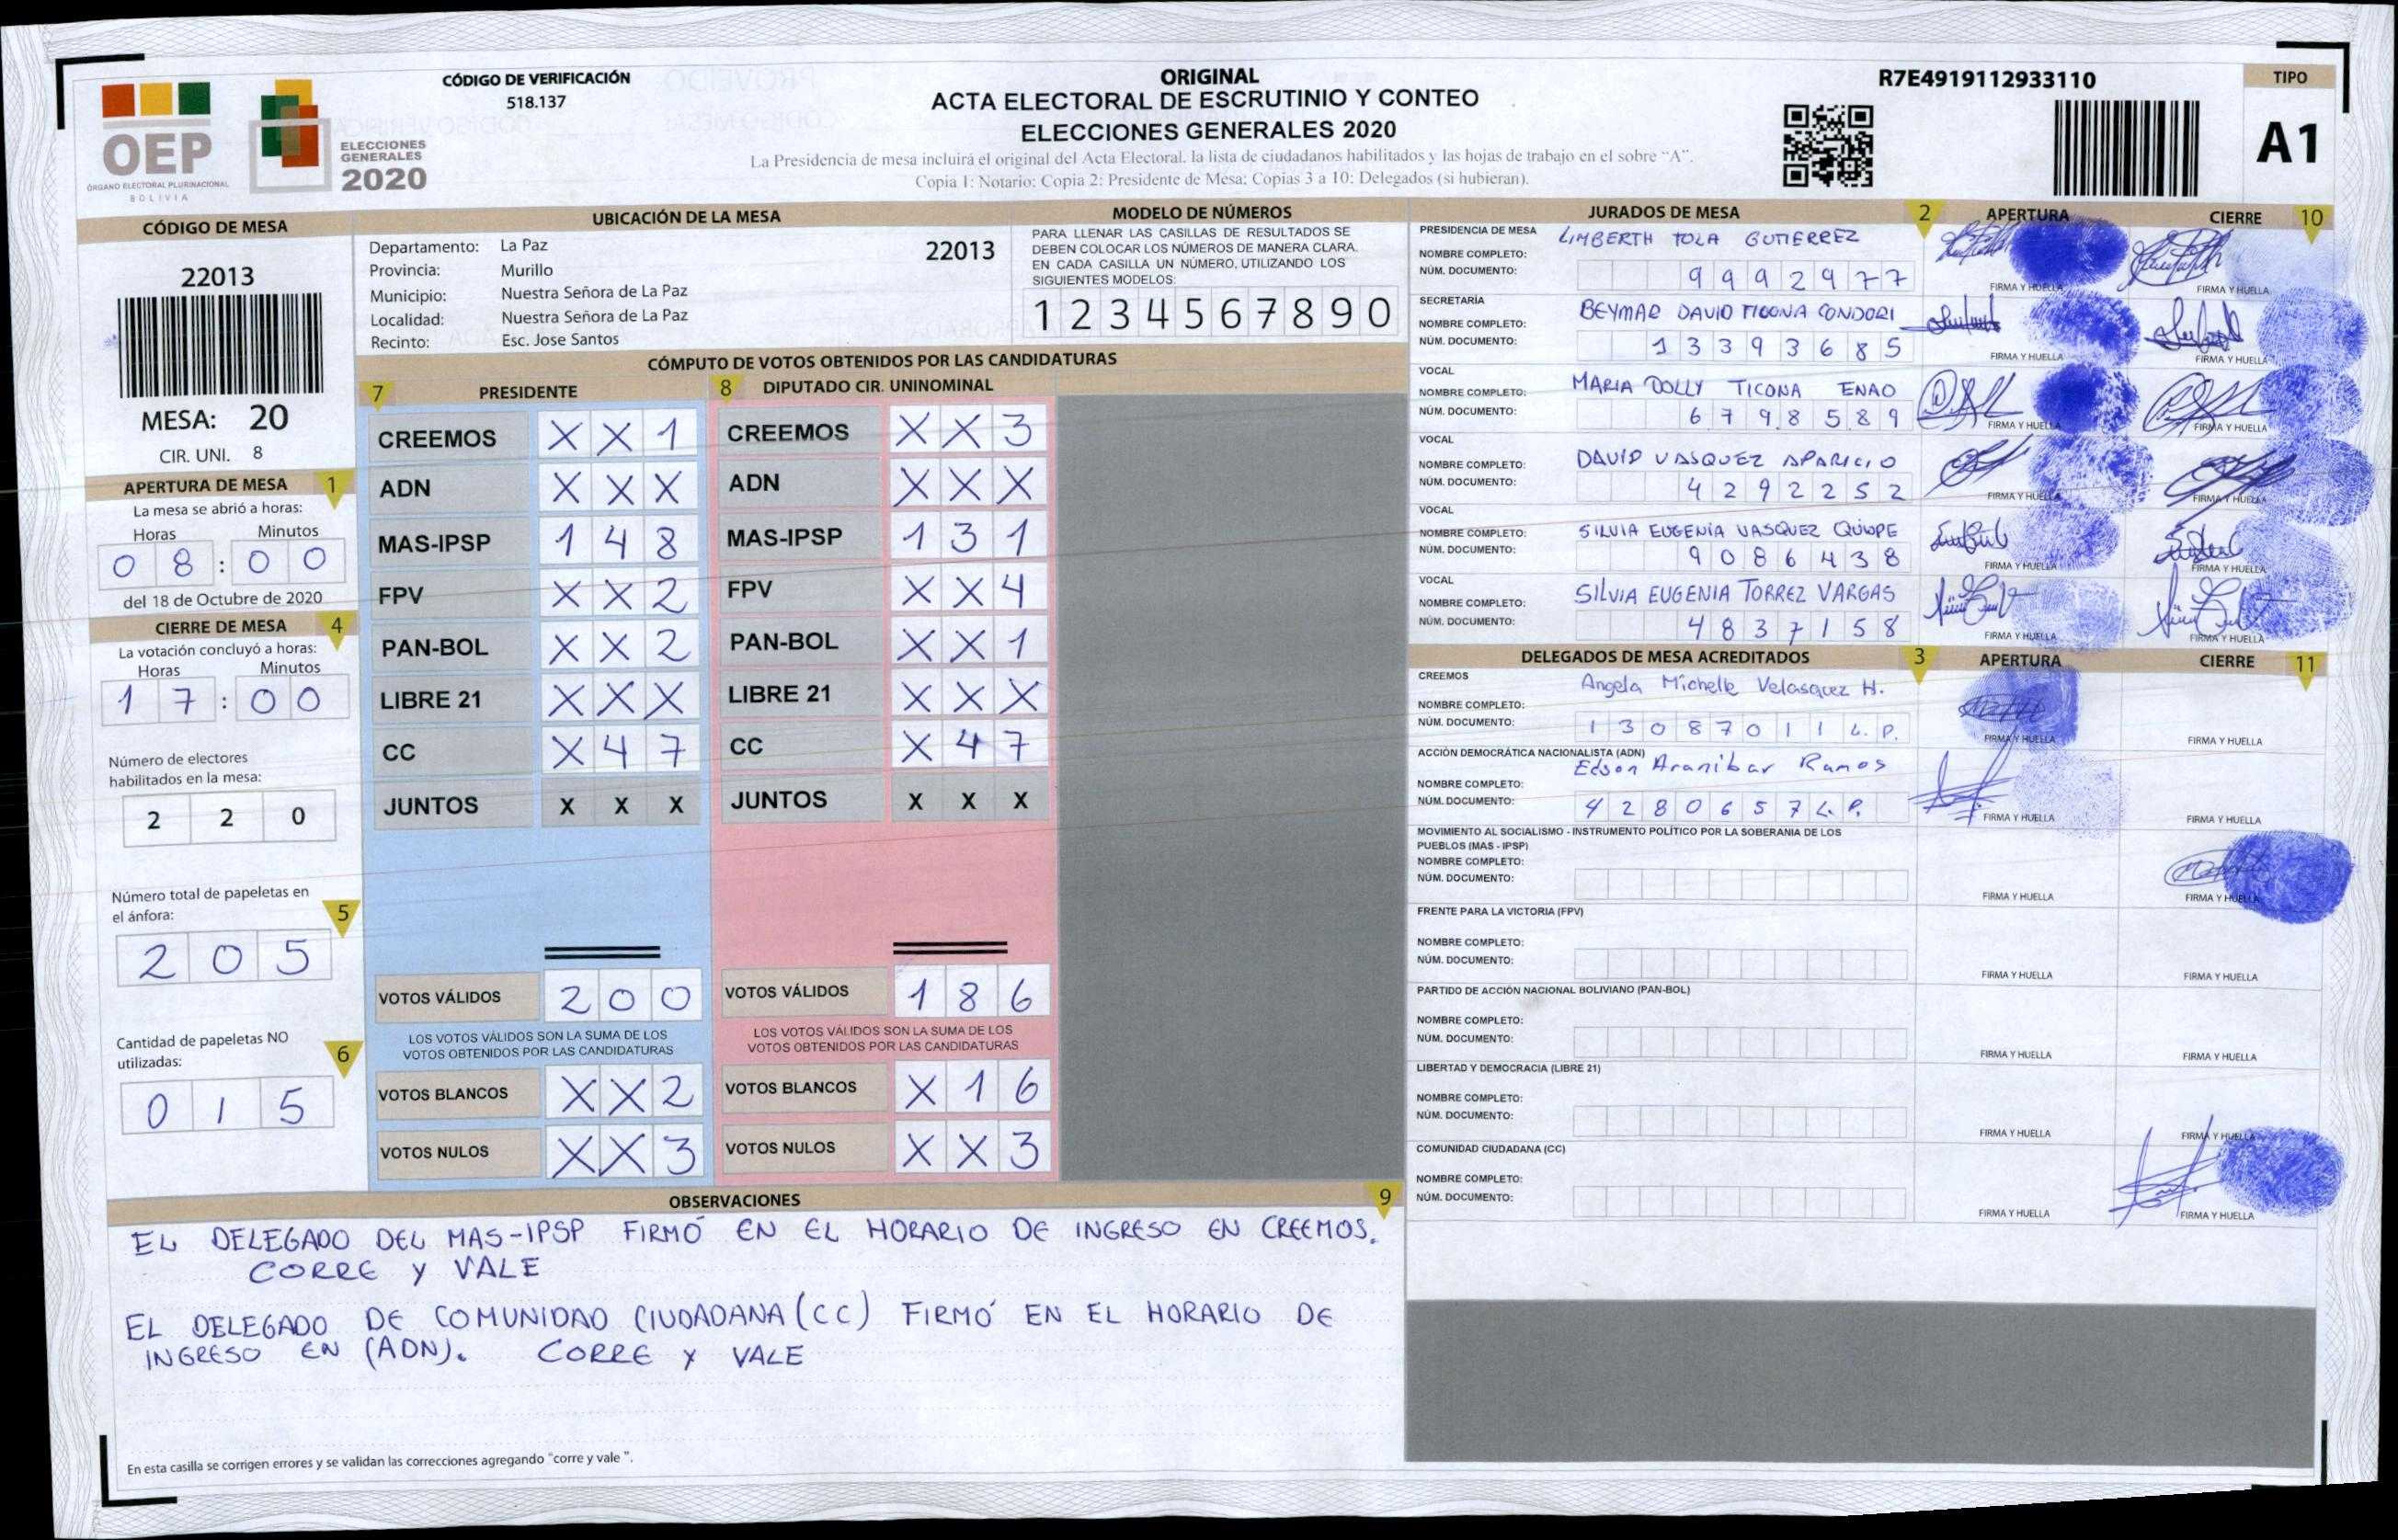 CÓDIGO DE VERIFICACIÓN
518.137
OEP
ÓRGANO ELECTORAL PLURINACIONAL
BOLIVIA
ELECCIONES
GENERALES
2020
ORIGINAL
ACTA ELECTORAL DE ESCRUTINIO Y CONTEO
ELECCIONES GENERALES 2020
La Presidencia de mesa incluirá el original del Acta Electoral. la lista de ciudadanos habilitados y las hojas de trabajo en el sobre "A".
Copia 1: Notario; Copia 2: Presidente de Mesa; Copias 3 a 10: Delegados (si hubieran).
R7E4919112933110
TIPO
A1
CÓDIGO DE MESA
22013
MESA: 20
CIR. UNI. 8
APERTURA DE MESA 1
La mesa se abrió a horas:
Horas Minutos
0 8 : 0 0
del 18 de Octubre de 2020
CIERRE DE MESA 4
La votación concluyó a horas:
Horas Minutos
1 7 : 0 0
Número de electores
habilitados en la mesa:
2 2 0
Número total de papeletas en
el ánfora:
5
2 0 5
Cantidad de papeletas NO
utilizadas:
6
0 1 5
UBICACIÓN DE LA MESA
Departamento: La Paz
22013
Provincia: Murillo
Municipio: Nuestra Señora de La Paz
Localidad: Nuestra Señora de La Paz
Recinto: Esc. Jose Santos
MODELO DE NÚMEROS
PARA LLENAR LAS CASILLAS DE RESULTADOS SE
DEBEN COLOCAR LOS NÚMEROS DE MANERA CLARA.
EN CADA CASILLA UN NÚMERO, UTILIZANDO LOS
SIGUIENTES MODELOS:
1 2 3 4 5 6 7 8 9 0
CÓMPUTO DE VOTOS OBTENIDOS POR LAS CANDIDATURAS
7 PRESIDENTE
CREEMOS X X 1
ADN X X X
MAS-IPSP 1 4 8
FPV X X 2
PAN-BOL X X 2
LIBRE 21 X X X
CC X 4 7
JUNTOS X X X
VOTOS VÁLIDOS 2 0 0
LOS VOTOS VÁLIDOS SON LA SUMA DE LOS
VOTOS OBTENIDOS POR LAS CANDIDATURAS
VOTOS BLANCOS X X 2
VOTOS NULOS X X 3
8 DIPUTADO CIR. UNINOMINAL
CREEMOS X X 3
ADN X X X
MAS-IPSP 1 3 1
FPV X X 4
PAN-BOL X X 1
LIBRE 21 X X X
CC X 4 7
JUNTOS X X X
VOTOS VÁLIDOS 1 8 6
LOS VOTOS VÁLIDOS SON LA SUMA DE LOS
VOTOS OBTENIDOS POR LAS CANDIDATURAS
VOTOS BLANCOS X 1 6
VOTOS NULOS X X 3
OBSERVACIONES 9
EL DELEGADO DEL MAS-IPSP FIRMÓ EN EL HORARIO DE INGRESO EN CREEMOS.
CORRE Y VALE
EL DELEGADO DE COMUNIDAD CIUDADANA (CC) FIRMÓ EN EL HORARIO DE
INGRESO EN (ADN). CORRE Y VALE
En esta casilla se corrigen errores y se validan las correcciones agregando "corre y vale ".
JURADOS DE MESA 2 APERTURA CIERRE 10
PRESIDENCIA DE MESA
NOMBRE COMPLETO: LIMBERTH TOLA GUTIERREZ
NÚM. DOCUMENTO: 9 9 9 2 9 7 7
FIRMA Y HUELLA FIRMA Y HUELLA
SECRETARÍA
NOMBRE COMPLETO: BEYMAR DAVID TICONA CONDORI
NÚM. DOCUMENTO: 1 3 3 9 3 6 8 5
FIRMA Y HUELLA FIRMA Y HUELLA
VOCAL
NOMBRE COMPLETO: MARIA DOLLY TICONA ENAO
NÚM. DOCUMENTO: 6 7 9 8 5 8 9
FIRMA Y HUELLA FIRMA Y HUELLA
VOCAL
NOMBRE COMPLETO: DAVID VASQUEZ APARICIO
NÚM. DOCUMENTO: 4 2 9 2 2 5 2
FIRMA Y HUELLA FIRMA Y HUELLA
VOCAL
NOMBRE COMPLETO: SILVIA EUGENIA VASQUEZ QUISPE
NÚM. DOCUMENTO: 9 0 8 6 4 3 8
FIRMA Y HUELLA FIRMA Y HUELLA
VOCAL
NOMBRE COMPLETO: SILVIA EUGENIA TORREZ VARGAS
NÚM. DOCUMENTO: 4 8 3 7 1 5 8
FIRMA Y HUELLA FIRMA Y HUELLA
DELEGADOS DE MESA ACREDITADOS 3 APERTURA CIERRE 11
CREEMOS
NOMBRE COMPLETO: Angela Michelle Velasquez H.
NÚM. DOCUMENTO: 1 3 0 8 7 0 1 1 L. P.
FIRMA Y HUELLA FIRMA Y HUELLA
ACCIÓN DEMOCRÁTICA NACIONALISTA (ADN)
NOMBRE COMPLETO: Edson Aranibar Ramos
NÚM. DOCUMENTO: 4 2 8 0 6 5 7 L. P.
FIRMA Y HUELLA FIRMA Y HUELLA
MOVIMIENTO AL SOCIALISMO - INSTRUMENTO POLÍTICO POR LA SOBERANIA DE LOS
PUEBLOS (MAS - IPSP)
NOMBRE COMPLETO:
NÚM. DOCUMENTO:
FIRMA Y HUELLA FIRMA Y HUELLA
FRENTE PARA LA VICTORIA (FPV)
NOMBRE COMPLETO:
NÚM. DOCUMENTO:
FIRMA Y HUELLA FIRMA Y HUELLA
PARTIDO DE ACCIÓN NACIONAL BOLIVIANO (PAN-BOL)
NOMBRE COMPLETO:
NÚM. DOCUMENTO:
FIRMA Y HUELLA FIRMA Y HUELLA
LIBERTAD Y DEMOCRACIA (LIBRE 21)
NOMBRE COMPLETO:
NÚM. DOCUMENTO:
FIRMA Y HUELLA FIRMA Y HUELLA
COMUNIDAD CIUDADANA (CC)
NOMBRE COMPLETO:
NÚM. DOCUMENTO:
FIRMA Y HUELLA FIRMA Y HUELLA